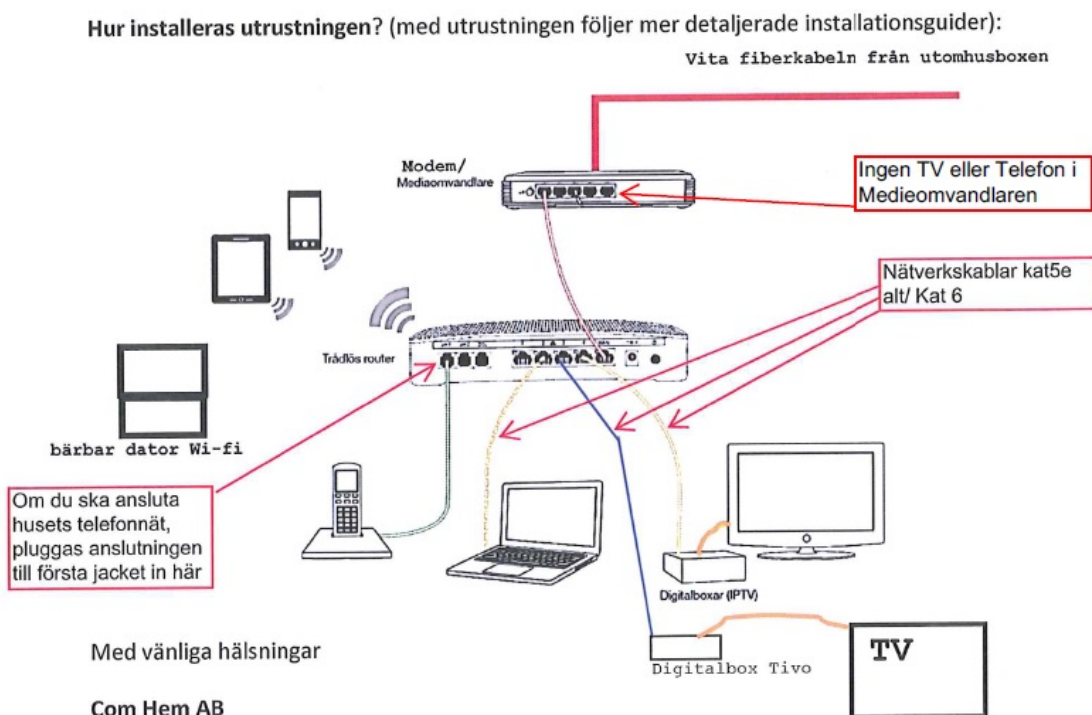 Hur installeras utrustningen? (med utrustningen följer mer detaljerade installationsguider):
Vita fiberkabeln från utomhusboxen
Modem/
Mediaomvandlare
Ingen TV eller Telefon i
Medieomvandlaren
Nätverkskablar kat5e
alt/ Kat 6
Trådlös router
bärbar dator Wi-fi
Om du ska ansluta
husets telefonnät,
pluggas anslutningen
till första jacket in här
Digitalboxar (IPTV)
Digitalbox Tivo
TV
Med vänliga hälsningar
Com Hem AB